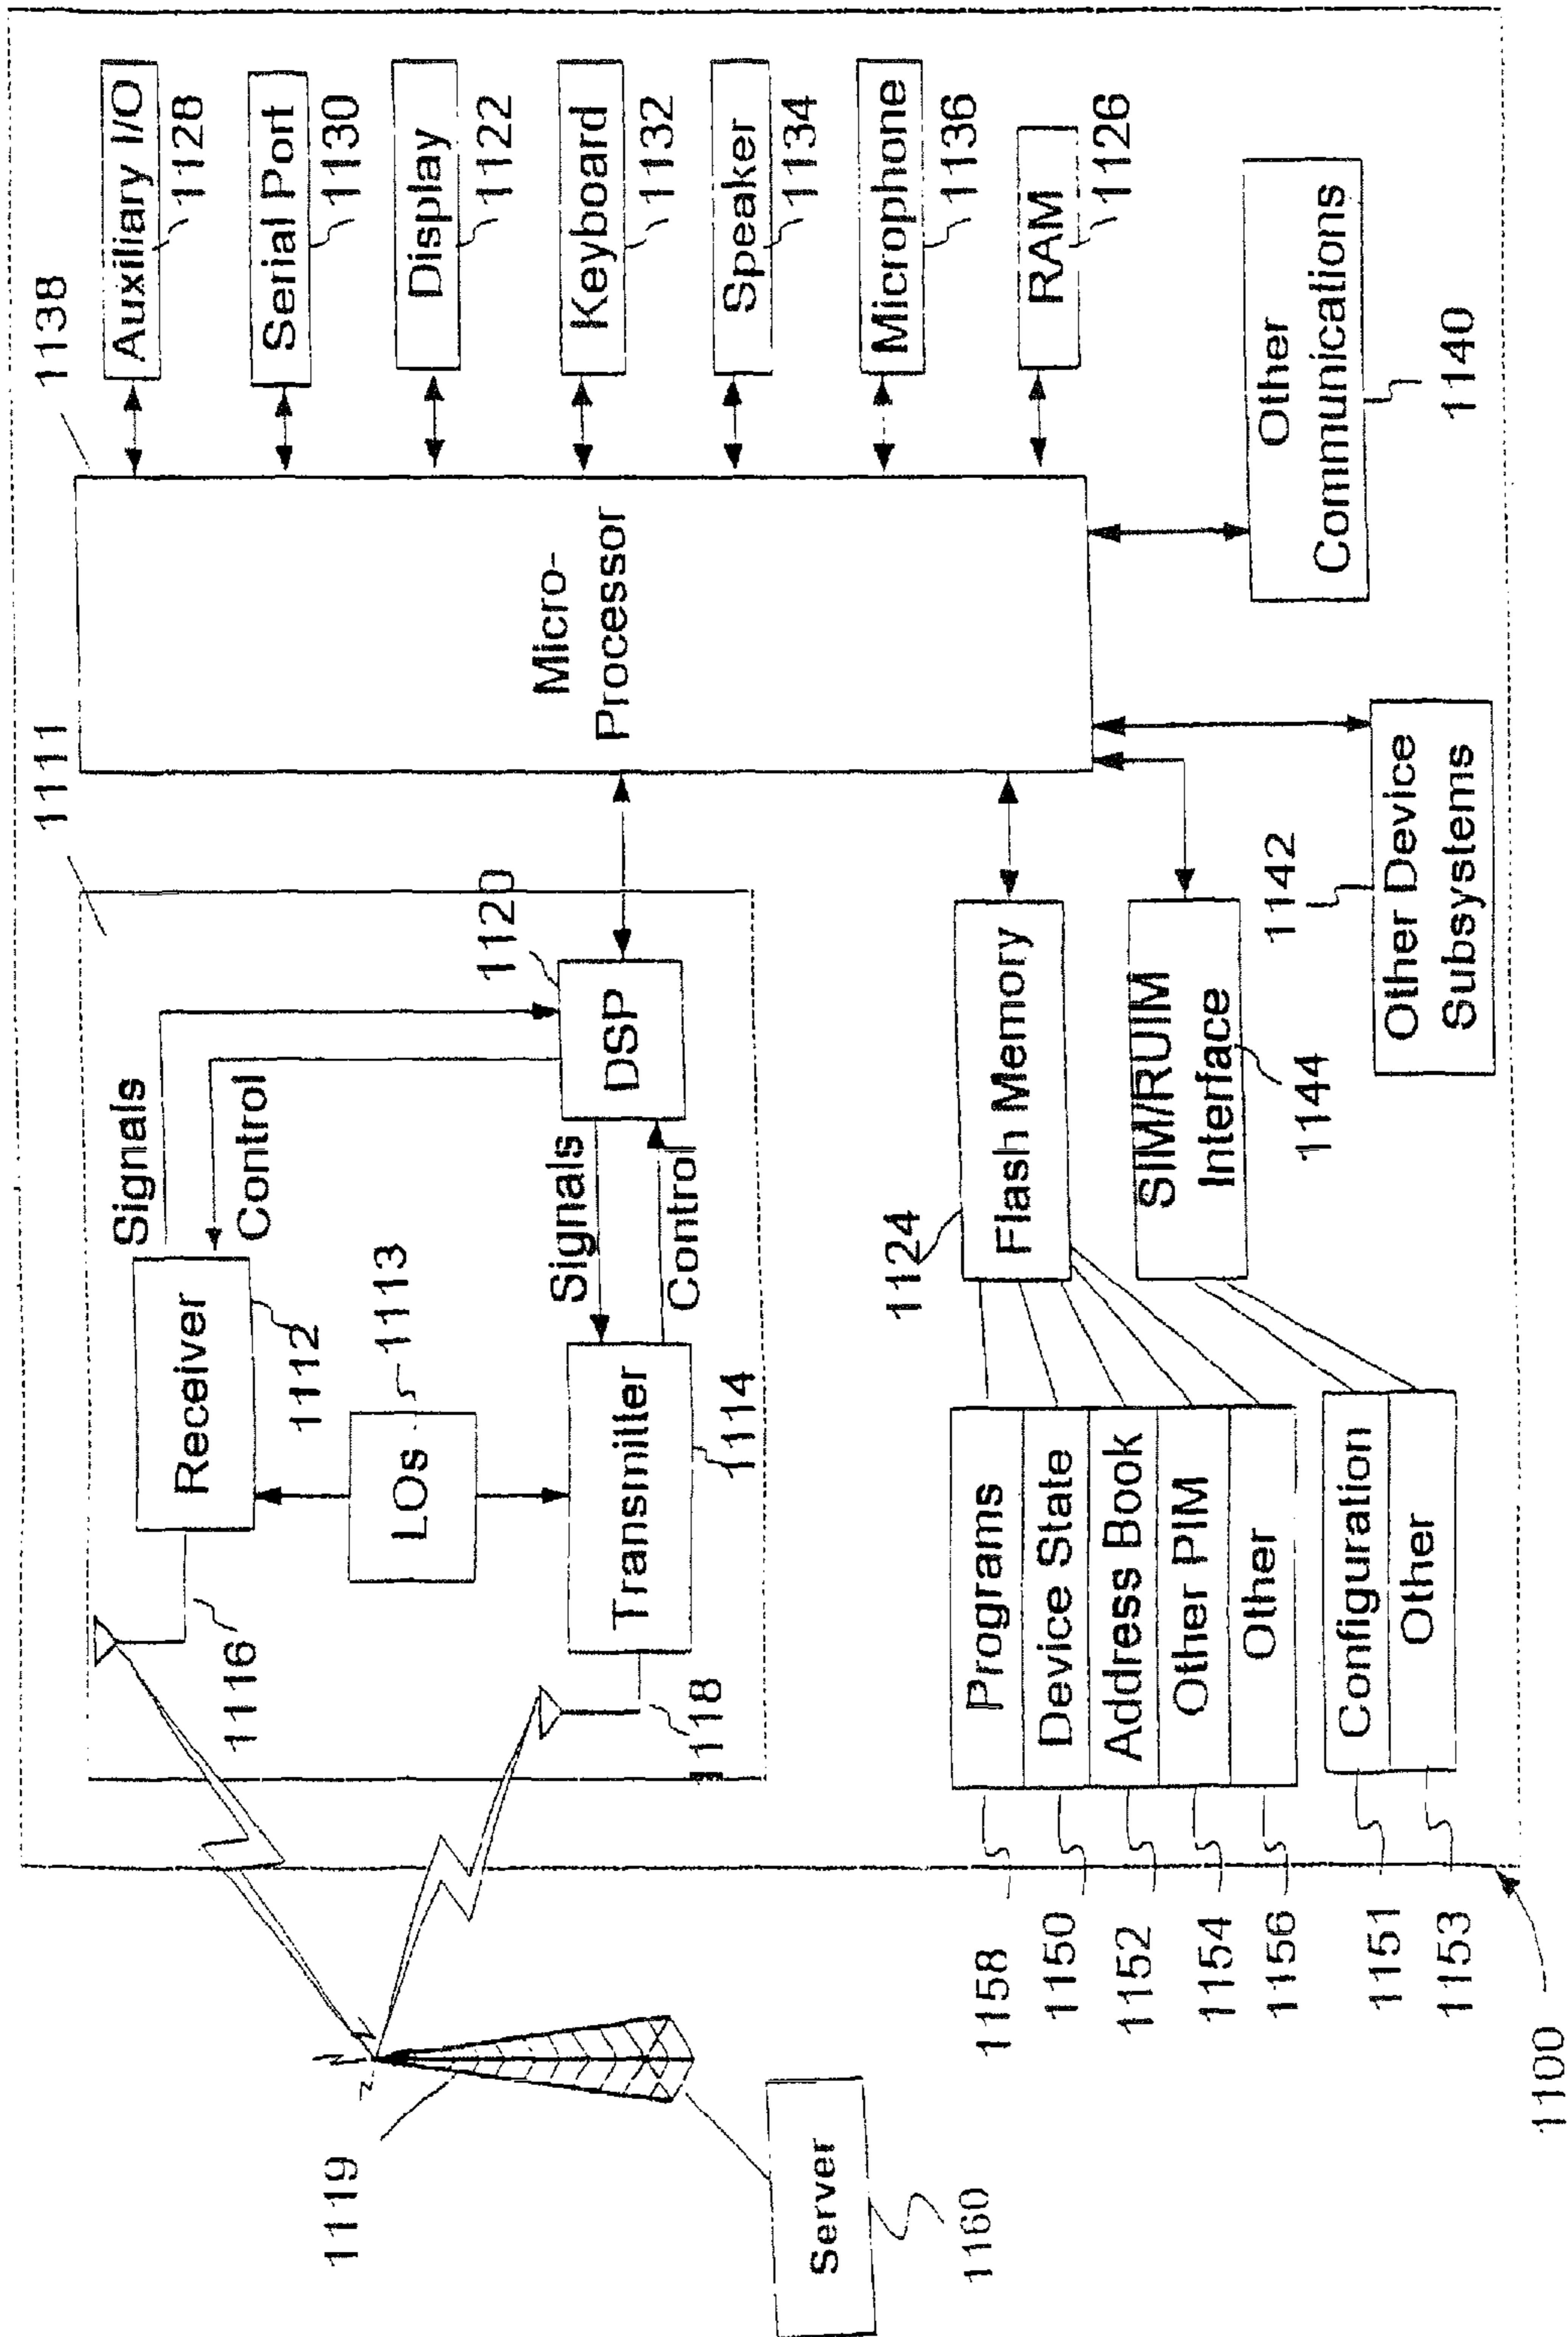 1138
1111
Auxiliary I/O
1128
Serial Port
1130
Display
1122
Keyboard
1132
Speaker
1134
Microphone
1136
RAM
1126
Micro-
Processor
Other
Communications
1140
Other Device
Subsystems
1142
Signals
Control
1120
DSP
Signals
Control
Receiver
1112
LOs
1113
Transmitter
1114
1116
1118
Flash Memory
1124
SIM/RUIM
Interface
1144
Programs
Device State
Address Book
Other PIM
Other
Configuration
Other
1158
1150
1152
1154
1156
1151
1153
1119
Server
1160
1100